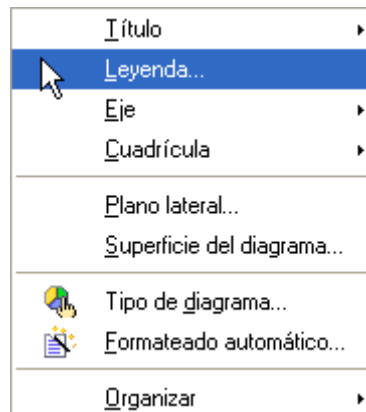 Título
Leyenda...
Eje
Cuadrícula
Plano lateral...
Superficie del diagrama...
Tipo de diagrama...
Formateado automático...
Organizar